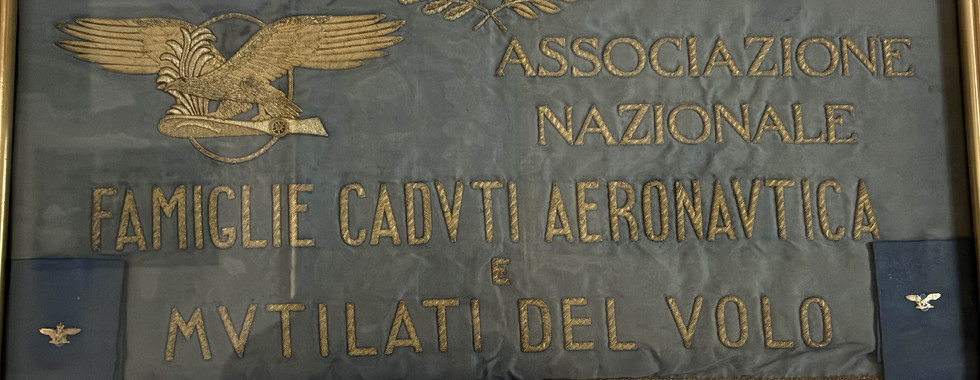 ASSOCIAZIONE
NAZIONALE
FAMIGLIE CADVTI AERONAVTICA
E
MVTILATI DEL VOLO